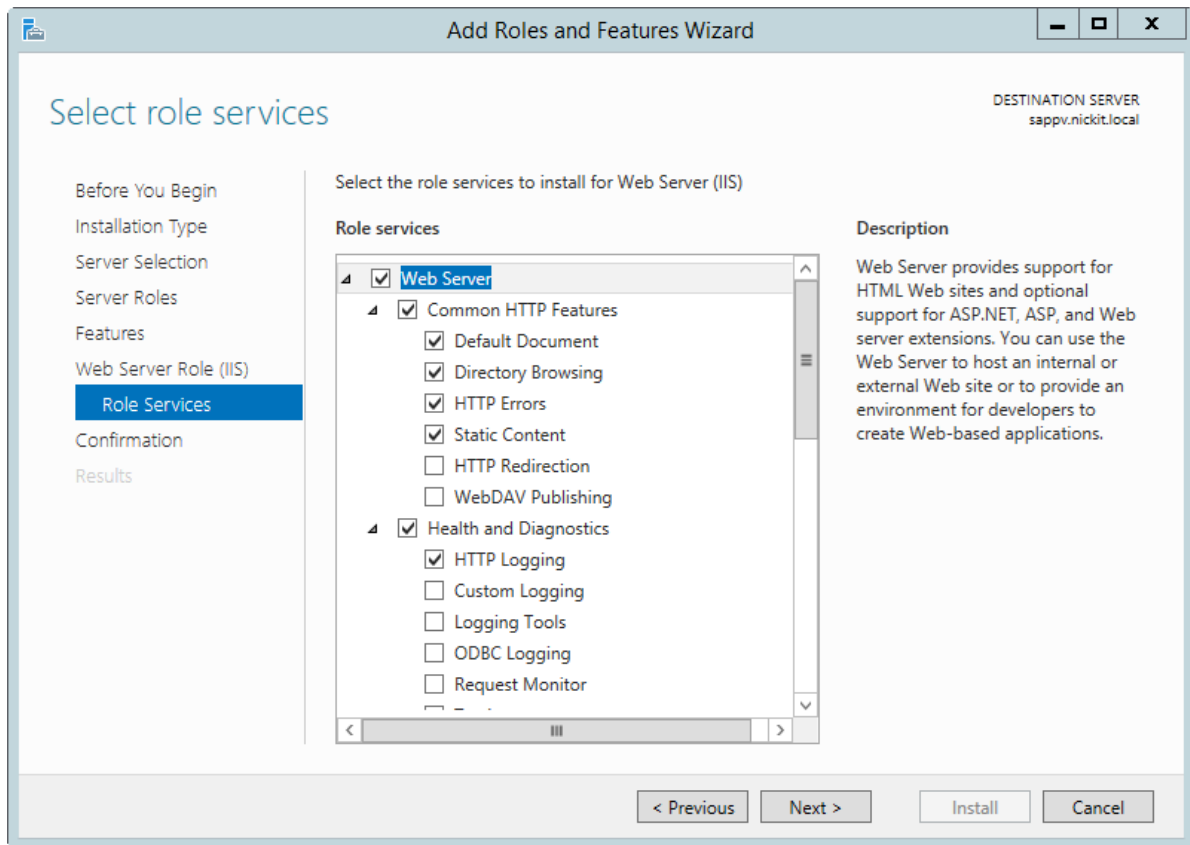 Add Roles and Features Wizard
Select role services
DESTINATION SERVER
sappv.nickit.local
Before You Begin
Installation Type
Server Selection
Server Roles
Features
Web Server Role (IIS)
Role Services
Confirmation
Results
Select the role services to install for Web Server (IIS)
Role services
Web Server
Common HTTP Features
Default Document
Directory Browsing
HTTP Errors
Static Content
HTTP Redirection
WebDAV Publishing
Health and Diagnostics
HTTP Logging
Custom Logging
Logging Tools
ODBC Logging
Request Monitor
Description
Web Server provides support for
HTML Web sites and optional
support for ASP.NET, ASP, and Web
server extensions. You can use the
Web Server to host an internal or
external Web site or to provide an
environment for developers to
create Web-based applications.
< Previous
Next >
Install
Cancel